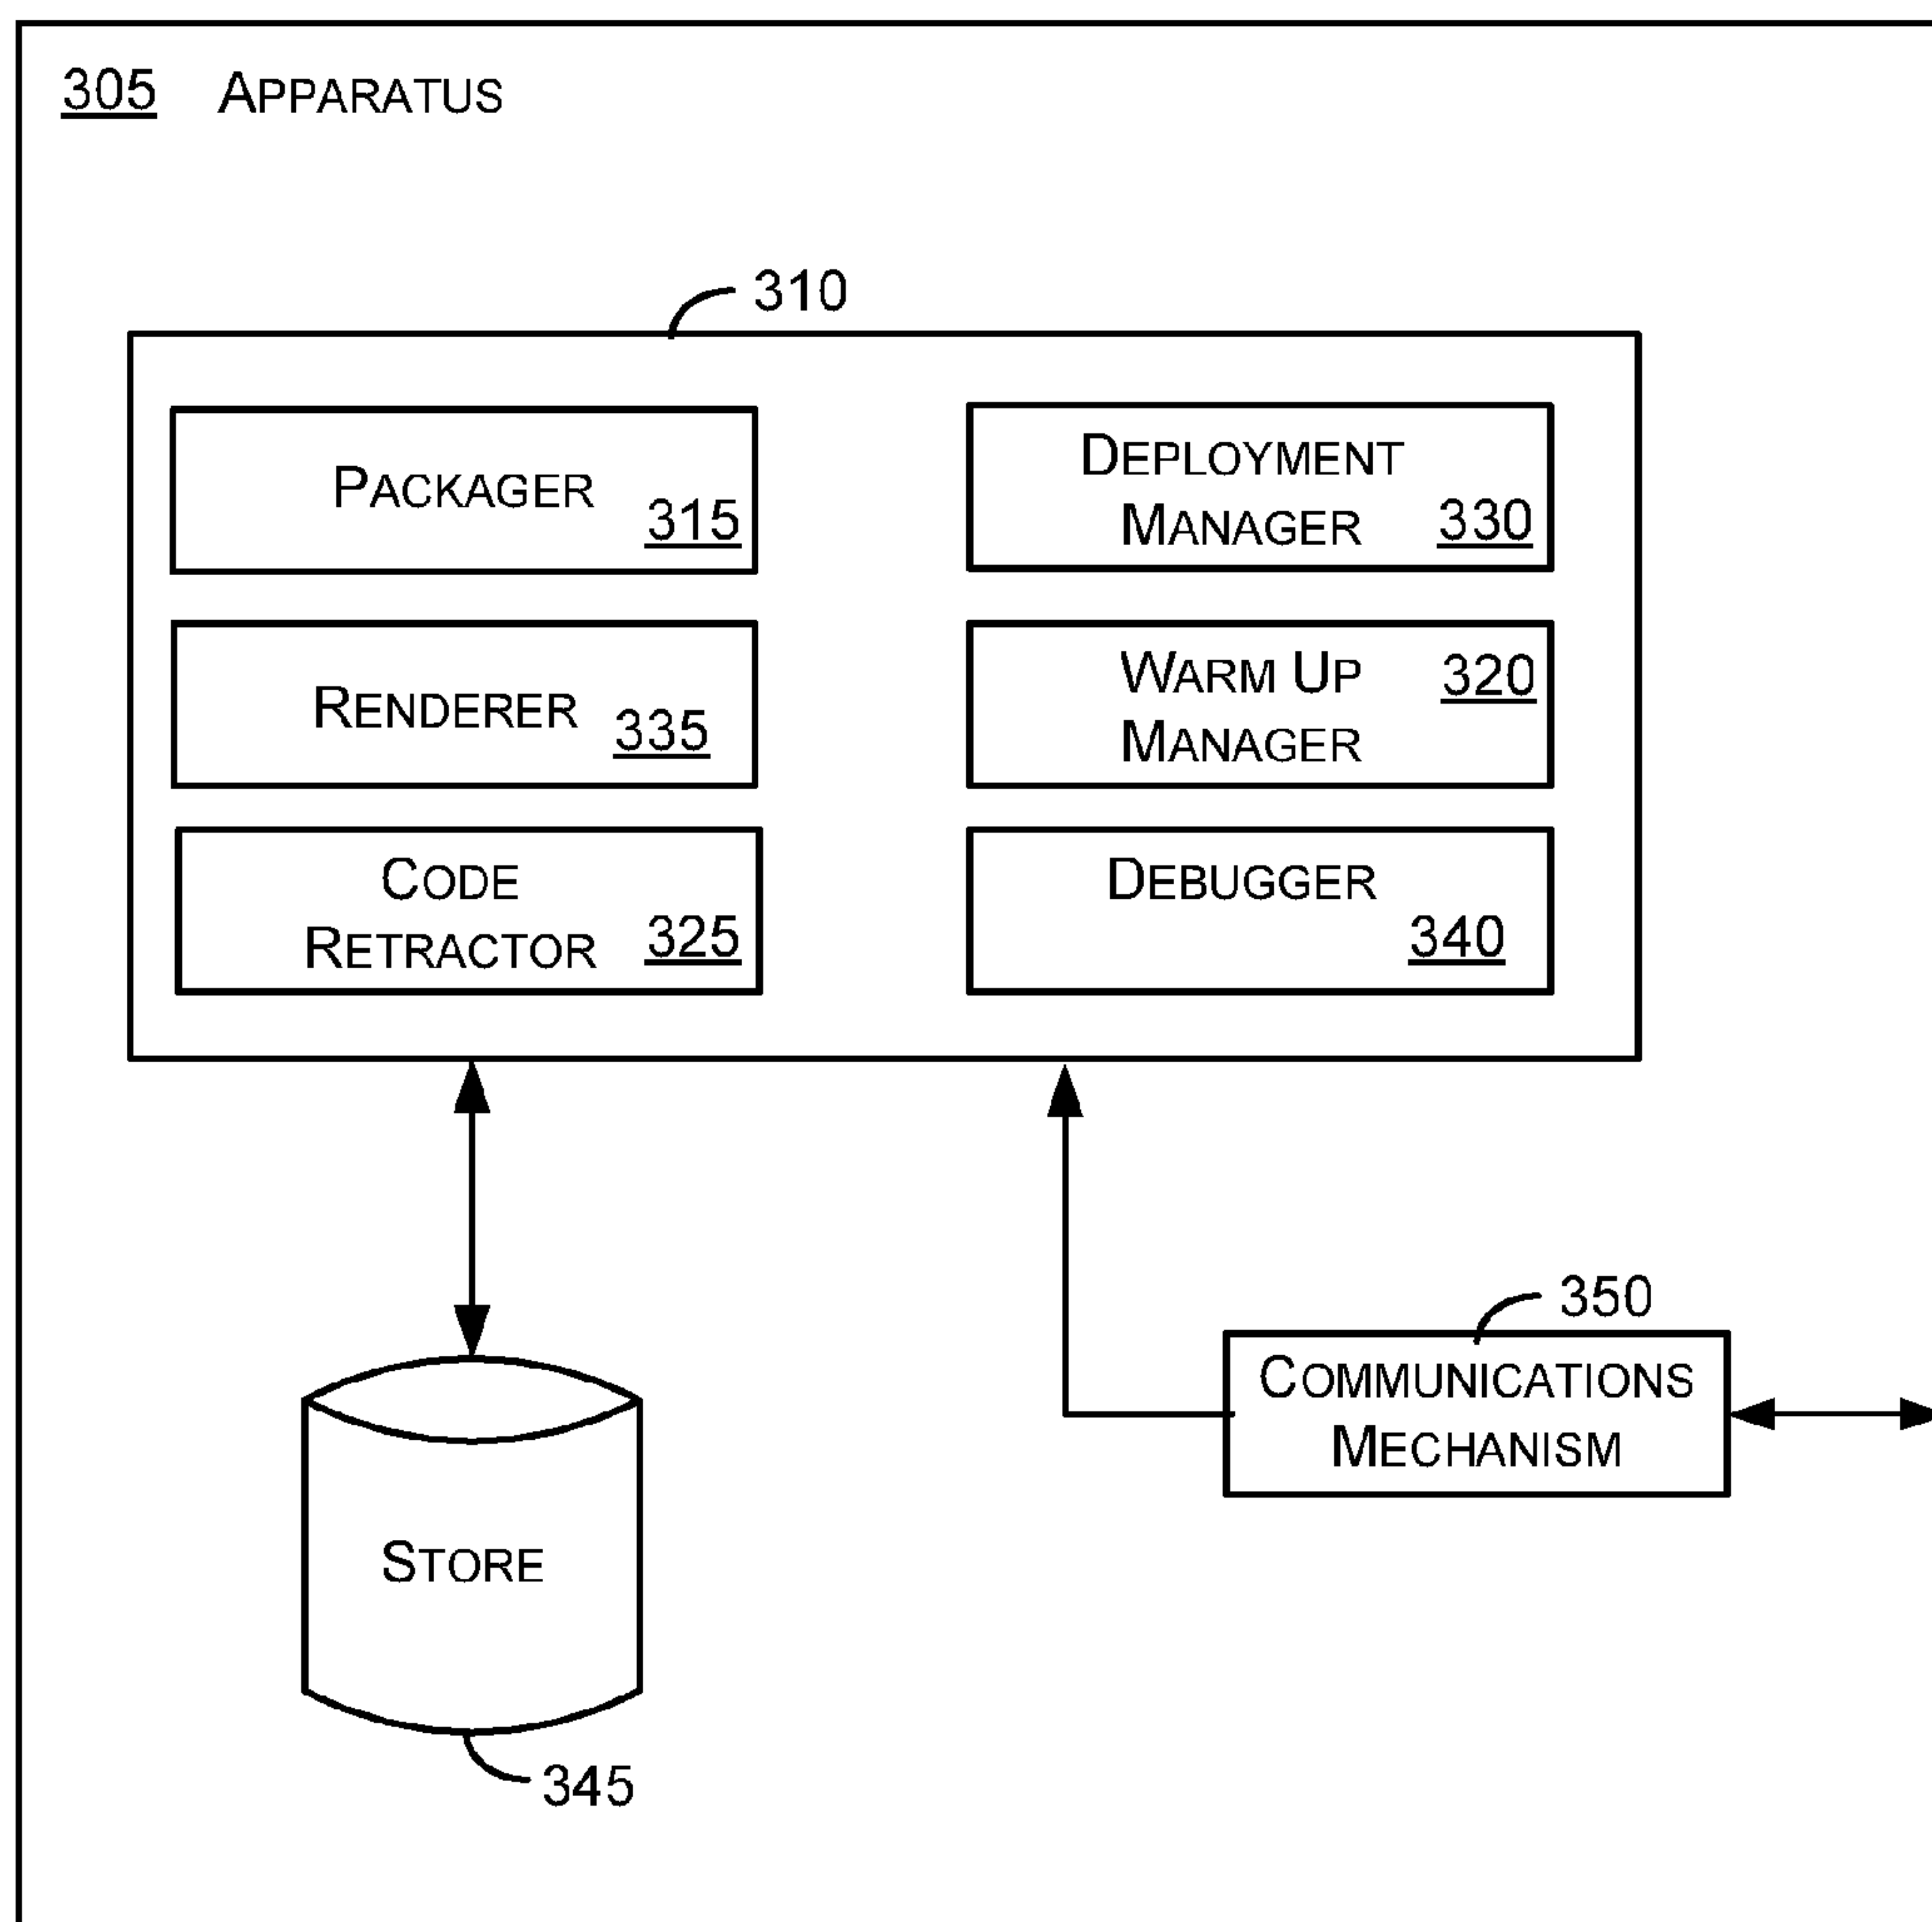 305 APPARATUS
310
PACKAGER
315
DEPLOYMENT
MANAGER 330
RENDERER 335
WARM UP 320
MANAGER
CODE
RETRACTOR 325
DEBUGGER
340
350
COMMUNICATIONS
MECHANISM
STORE
345